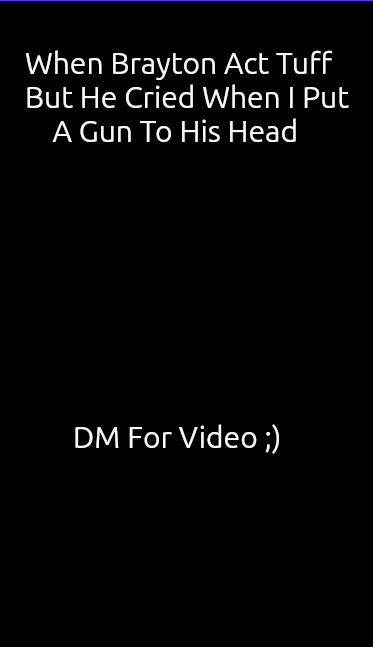 When Brayton Act Tuff
But He Cried When I Put
A Gun To His Head
DM For Video ;)